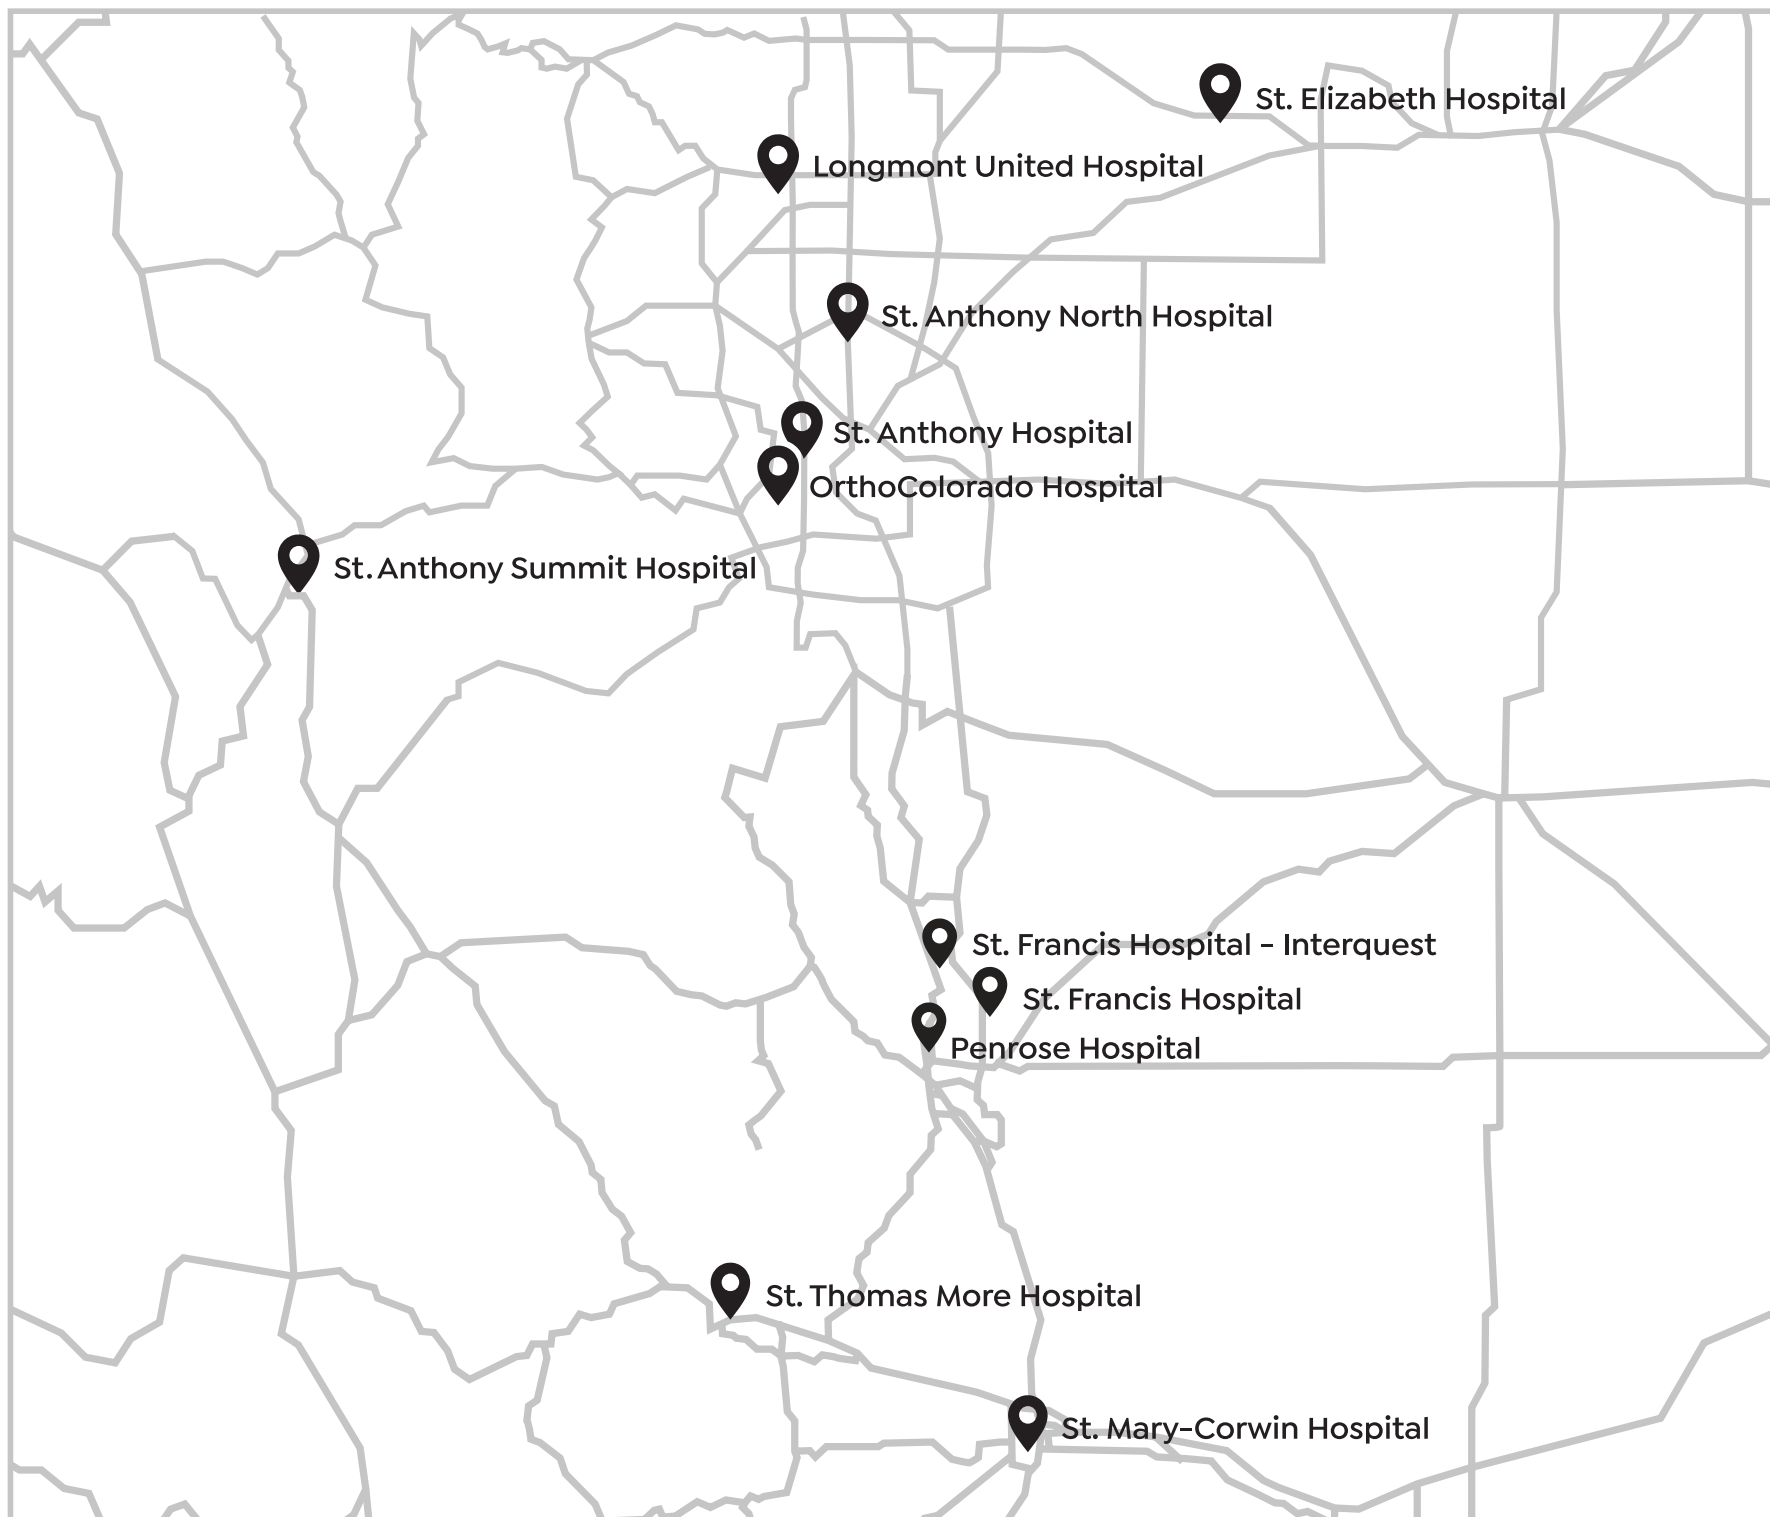 St. Elizabeth Hospital
Longmont United Hospital
St. Anthony North Hospital
St. Anthony Hospital
OrthoColorado Hospital
St. Anthony Summit Hospital
St. Francis Hospital - Interquest
St. Francis Hospital
Penrose Hospital
St. Thomas More Hospital
St. Mary-Corwin Hospital